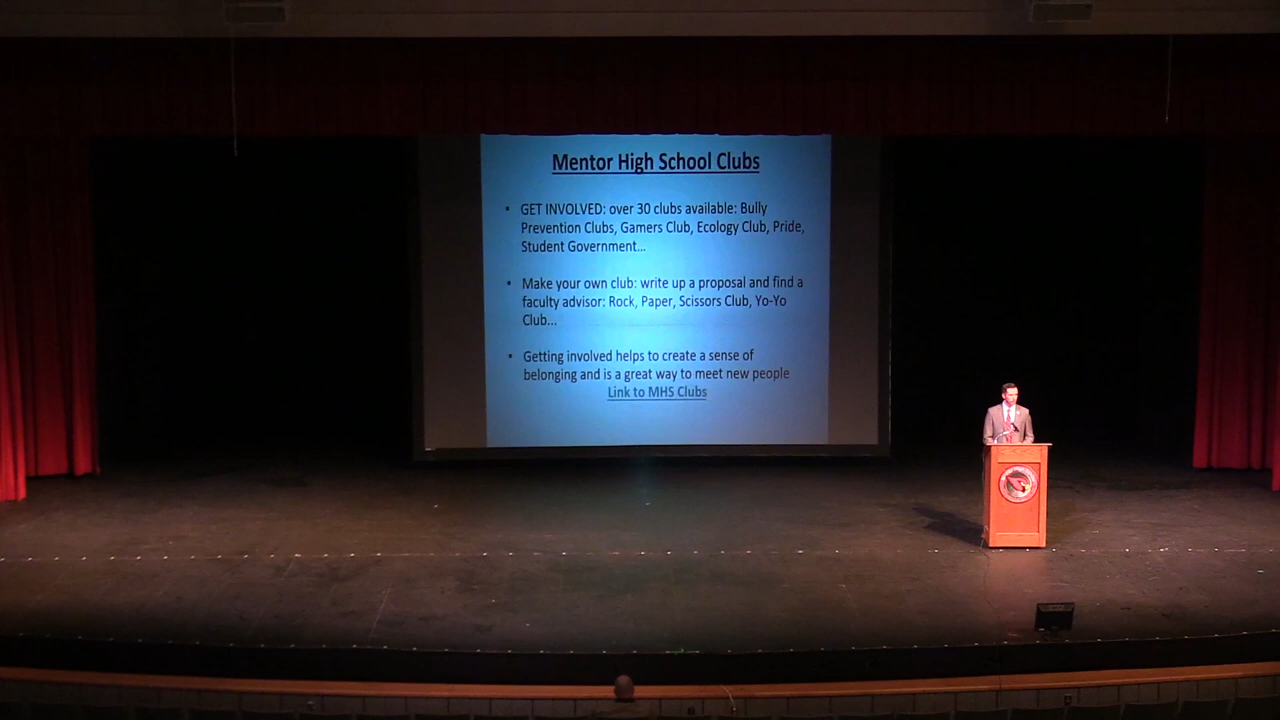 Mentor High School Clubs
• GET INVOLVED: over 30 clubs available: Bully
Prevention Clubs, Gamers Club, Ecology Club, Pride,
Student Government...
• Make your own club: write up a proposal and find a
faculty advisor: Rock, Paper, Scissors Club, Yo-Yo
Club...
• Getting involved helps to create a sense of
belonging and is a great way to meet new people
Link to MHS Clubs